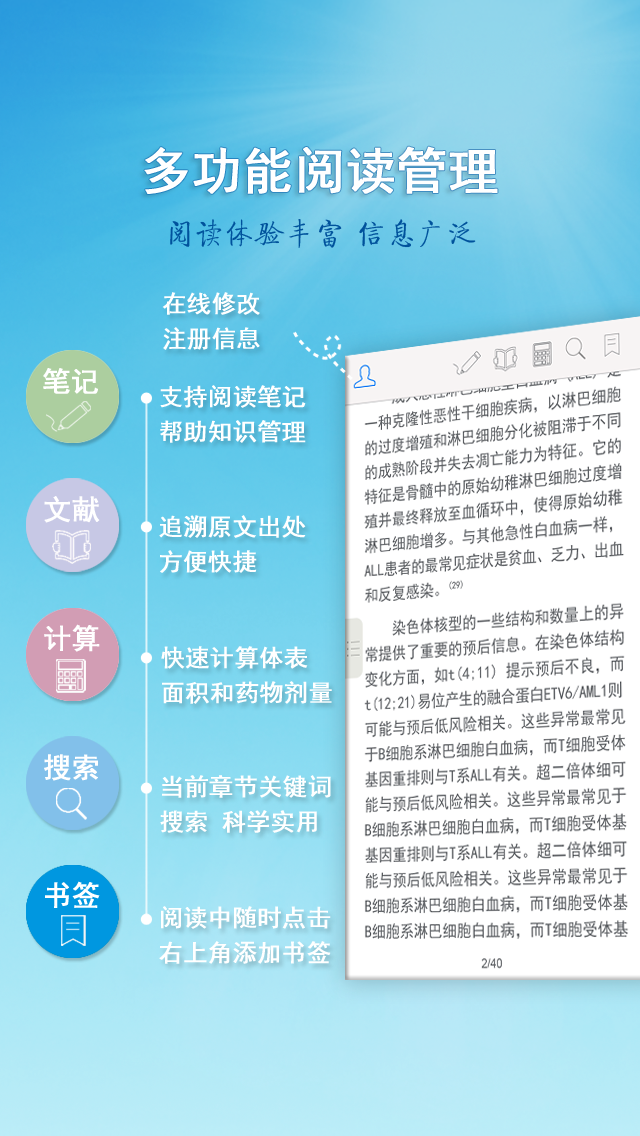 多功能阅读管理
阅读体验丰富 信息广泛
在线修改
注册信息
笔记
支持阅读笔记
帮助知识管理
文献
追溯原文出处
方便快捷
计算
快速计算体表
面积和药物剂量
搜索
当前章节关键词
搜索 科学实用
书签
阅读中随时点击
右上角添加书签
一种克隆性恶性干细胞疾病，以淋巴细胞
的过度增殖和淋巴细胞分化被阻滞于不同
的成熟阶段并失去凋亡能力为特征。它的
特征是骨髓中的原始幼稚淋巴细胞过度增
殖并最终释放至血循环中，使得原始幼稚
淋巴细胞增多。与其他急性白血病一样，
ALL患者的最常见症状是贫血、乏力、出血
和反复感染。(29)
染色体核型的一些结构和数量上的异
常提供了重要的预后信息。在染色体结构
变化方面，如t(4;11) 提示预后不良，而
t(12;21)易位产生的融合蛋白ETV6/AML1则
可能与预后低风险相关。这些异常最常见
于B细胞系淋巴细胞白血病，而T细胞受体
基因重排则与T系ALL有关。超二倍体细可
能与预后低风险相关。这些异常最常见于
B细胞系淋巴细胞白血病，而T细胞受体基
因重排则与T系ALL有关。超二倍体细可
能与预后低风险相关。这些异常最常见于
B细胞系淋巴细胞白血病，而T细胞受体基
B细胞系淋巴细胞白血病，而T细胞受体基
2/40